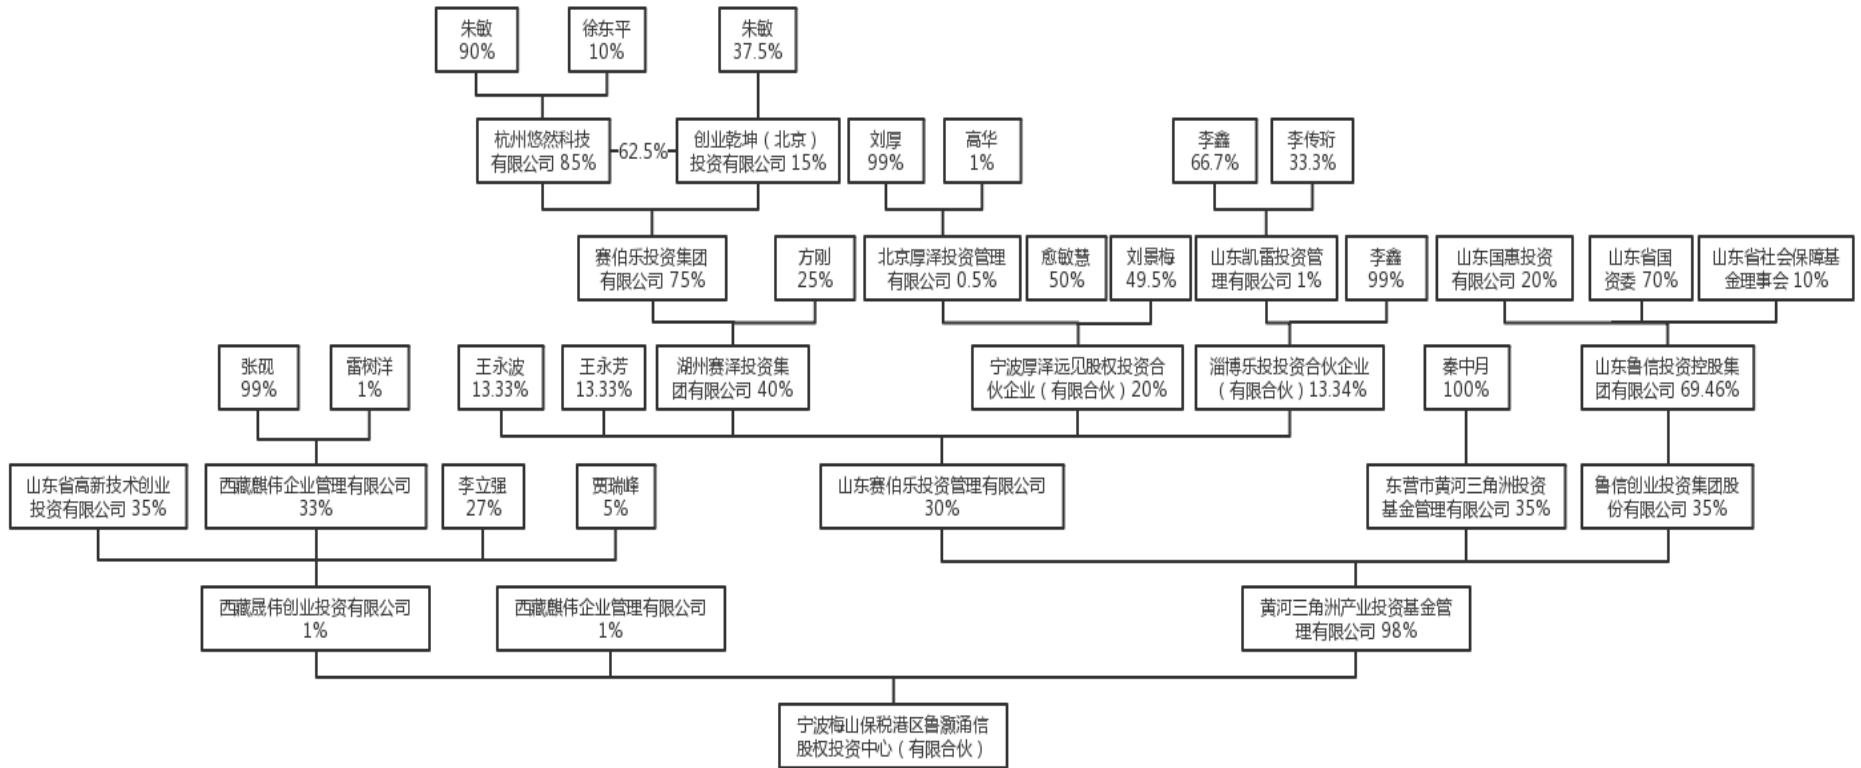 朱敏
90%
徐东平
10%
朱敏
37.5%
杭州悠然科技
有限公司 85%
62.5%
创业乾坤（北京）
投资有限公司 15%
刘厚
99%
高华
1%
李鑫
66.7%
李传珩
33.3%
赛伯乐投资集团
有限公司 75%
方刚
25%
北京厚泽投资管理
有限公司 0.5%
愈敏慧
50%
刘景梅
49.5%
山东凯雷投资管
理有限公司 1%
李鑫
99%
山东国惠投资
有限公司 20%
山东省国
资委 70%
山东省社会保障基
金理事会 10%
张砚
99%
雷树洋
1%
王永波
13.33%
王永芳
13.33%
湖州赛泽投资集
团有限公司 40%
宁波厚泽远见股权投资合
伙企业（有限合伙）20%
淄博乐投投资合伙企业
（有限合伙）13.34%
秦中月
100%
山东鲁信投资控股集
团有限公司 69.46%
山东省高新技术创业
投资有限公司 35%
西藏麒伟企业管理有限公司
33%
李立强
27%
贾瑞峰
5%
山东赛伯乐投资管理有限公司
30%
东营市黄河三角洲投资
基金管理有限公司 35%
鲁信创业投资集团股
份有限公司 35%
西藏晟伟创业投资有限公司
1%
西藏麒伟企业管理有限公司
1%
黄河三角洲产业投资基金管
理有限公司 98%
宁波梅山保税港区鲁灏涌信
股权投资中心（有限合伙）